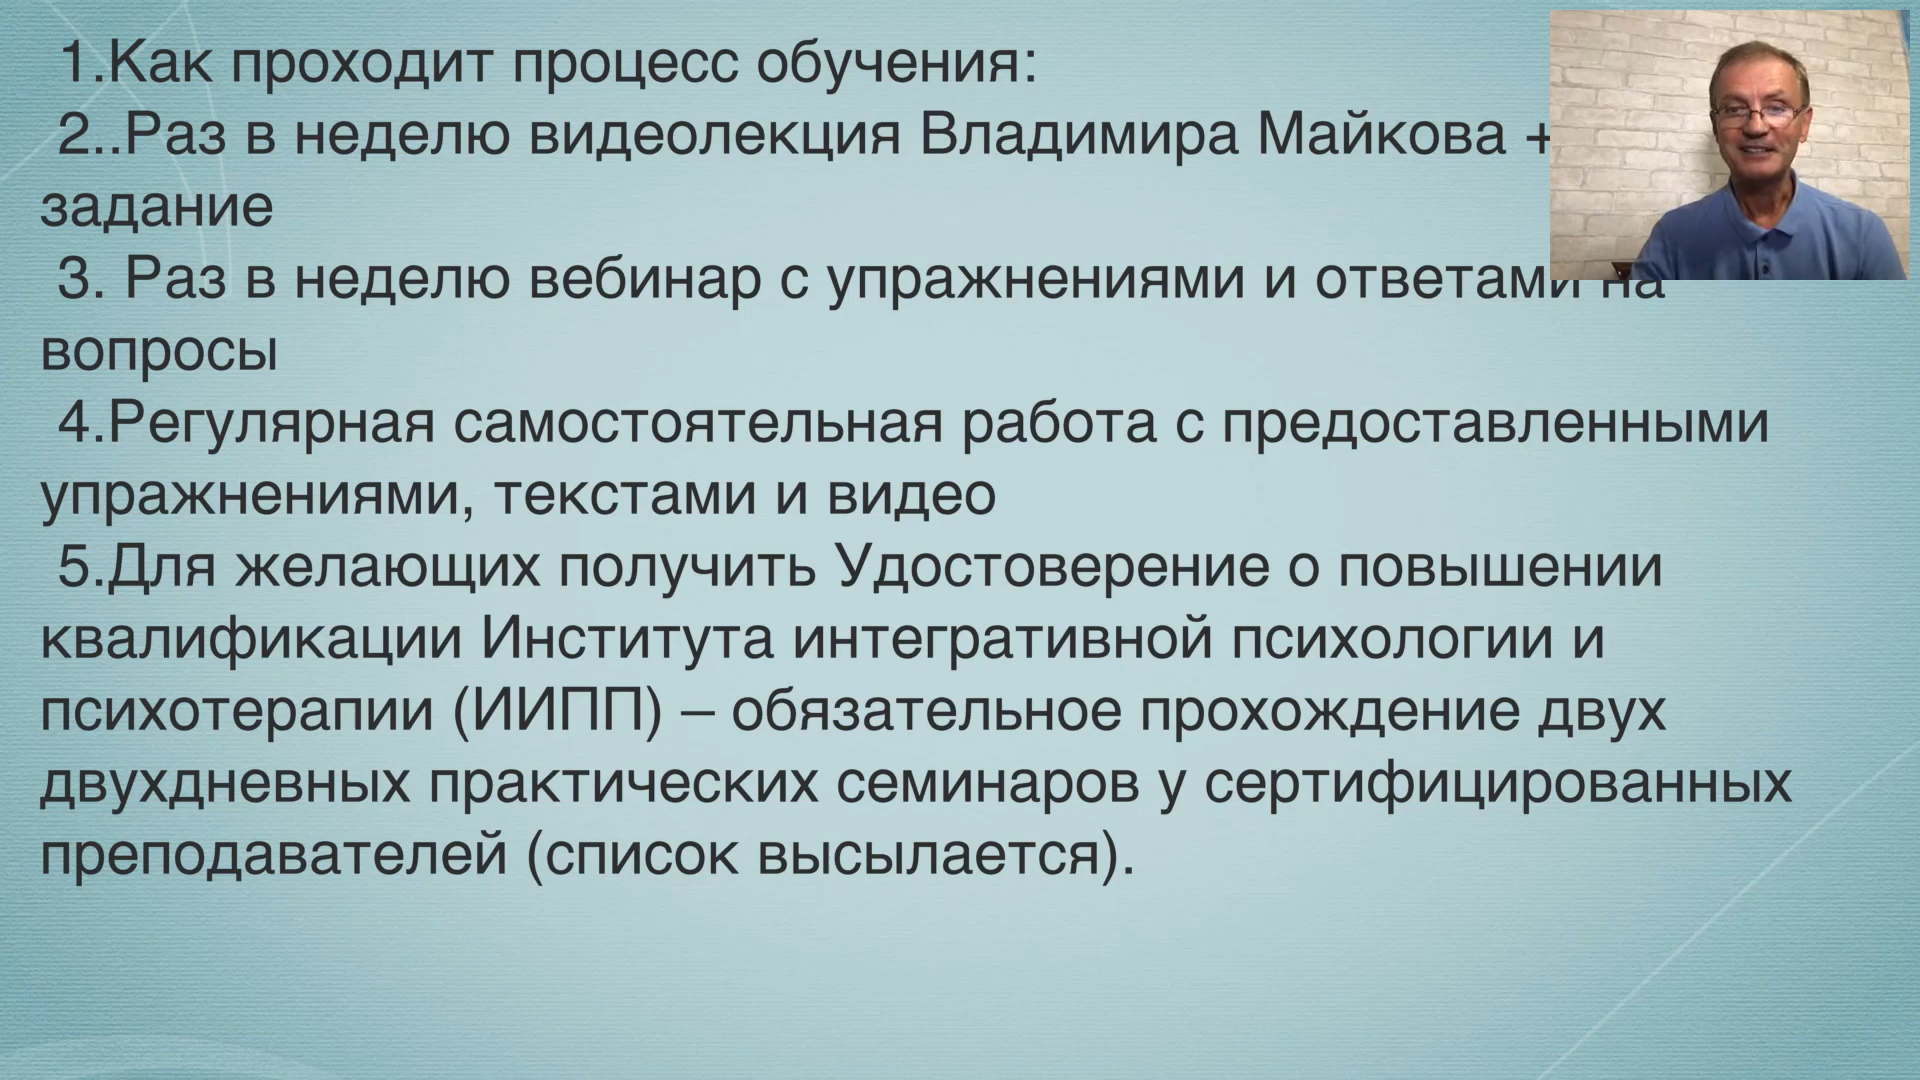 1.Как проходит процесс обучения:
2..Раз в неделю видеолекция Владимира Майкова +
задание
3. Раз в неделю вебинар с упражнениями и ответами на
вопросы
4.Регулярная самостоятельная работа с предоставленными
упражнениями, текстами и видео
5.Для желающих получить Удостоверение о повышении
квалификации Института интегративной психологии и
психотерапии (ИИПП) – обязательное прохождение двух
двухдневных практических семинаров у сертифицированных
преподавателей (список высылается).